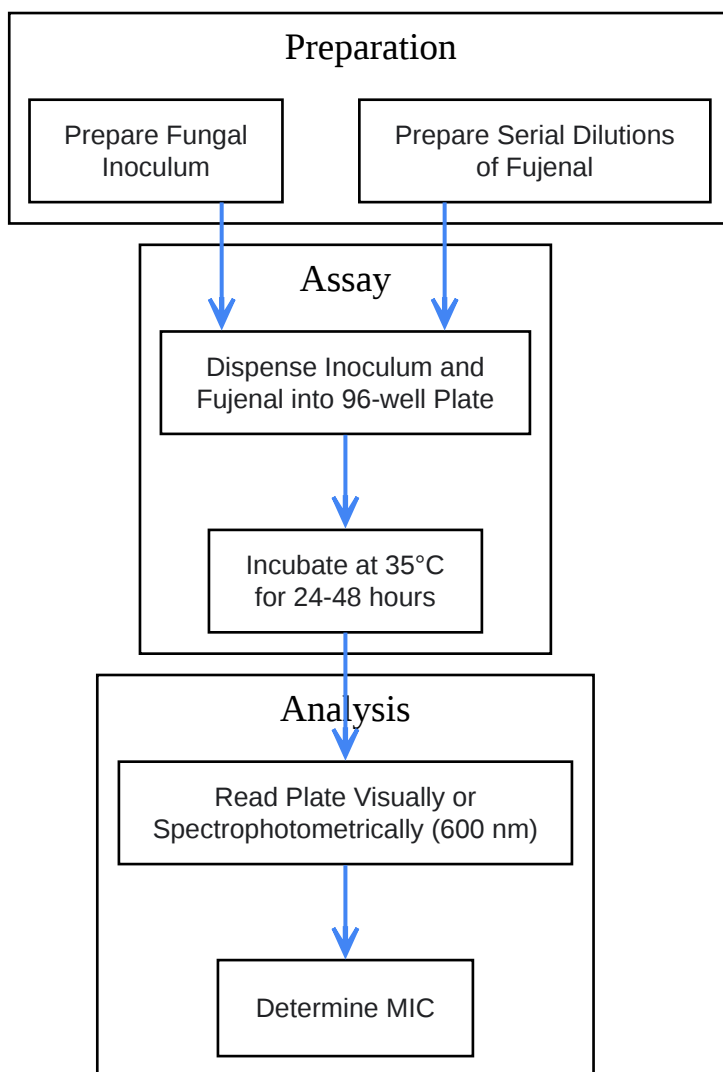 Preparation
Prepare Fungal
Inoculum
Prepare Serial Dilutions
of Fujenal
Assay
Dispense Inoculum and
Fujenal into 96-well Plate
Incubate at 35°C
for 24-48 hours
Analysis
Read Plate Visually or
Spectrophotometrically (600 nm)
Determine MIC